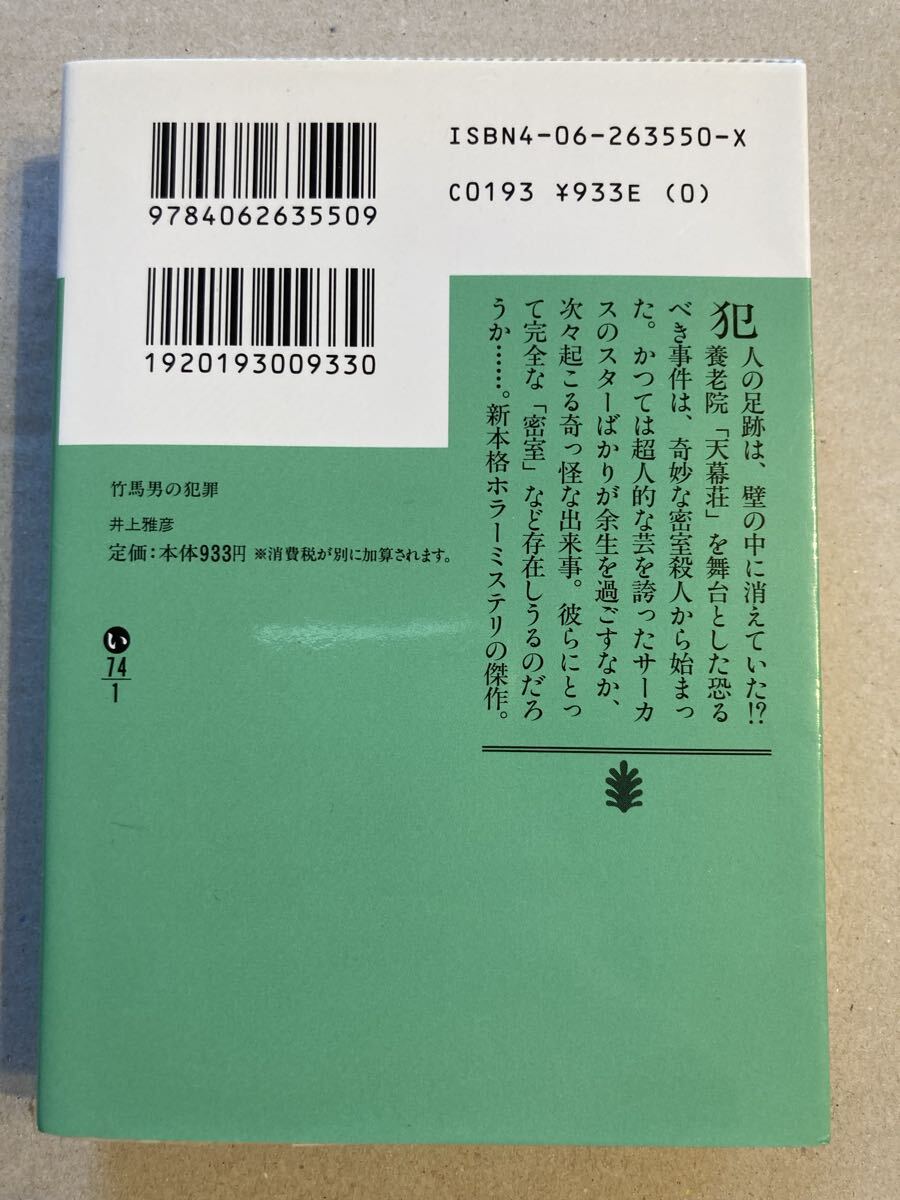 9784062635509
ISBN4-06-263550-X
C0193 ¥933E (0)
1920193009330
犯人の足跡は、壁の中に消えていた!?
養老院「天幕荘」を舞台とした恐る
べき事件は、奇妙な密室殺人から始まっ
た。かつては超人的な芸を誇ったサーカ
スのスターばかりが余生を過ごすなか、
次々起こる奇っ怪な出来事。彼らにとっ
て完全な「密室」など存在しうるのだろ
うか……。新本格ホラーミステリの傑作。
竹馬男の犯罪
井上雅彦
定価：本体933円 ※消費税が別に加算されます。
い
74
1